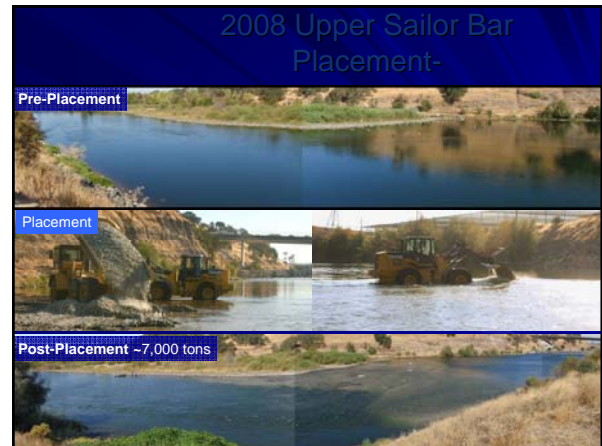 2008 Upper Sailor Bar
Placement-
Pre-Placement
Placement
Post-Placement ~7,000 tons